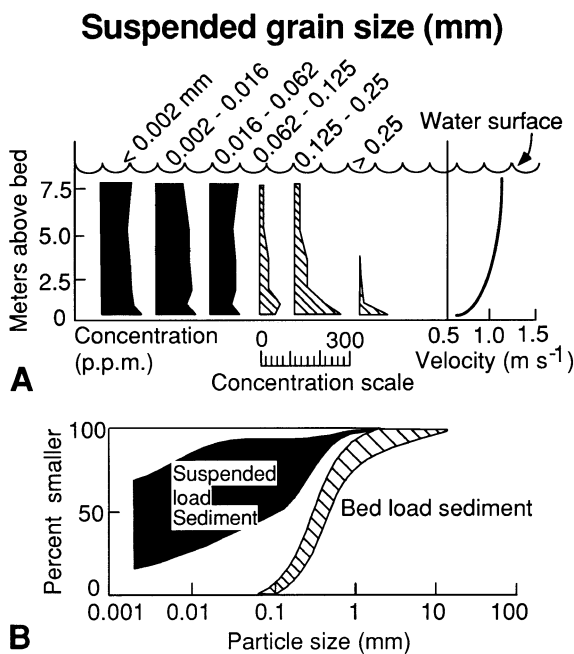 Suspended grain size (mm)
< 0.002 mm
0.002 - 0.016
0.016 - 0.062
0.062 - 0.125
0.125 - 0.25
> 0.25
Water surface
Meters above bed
7.5
5.0
2.5
0
Concentration
(p.p.m.)
0 300
Concentration scale
0.5 1.0 1.5
Velocity (m s-1)
A
Percent smaller
100
50
0
Suspended
load
Sediment
Bed load sediment
0.001 0.01 0.1 1 10 100
Particle size (mm)
B